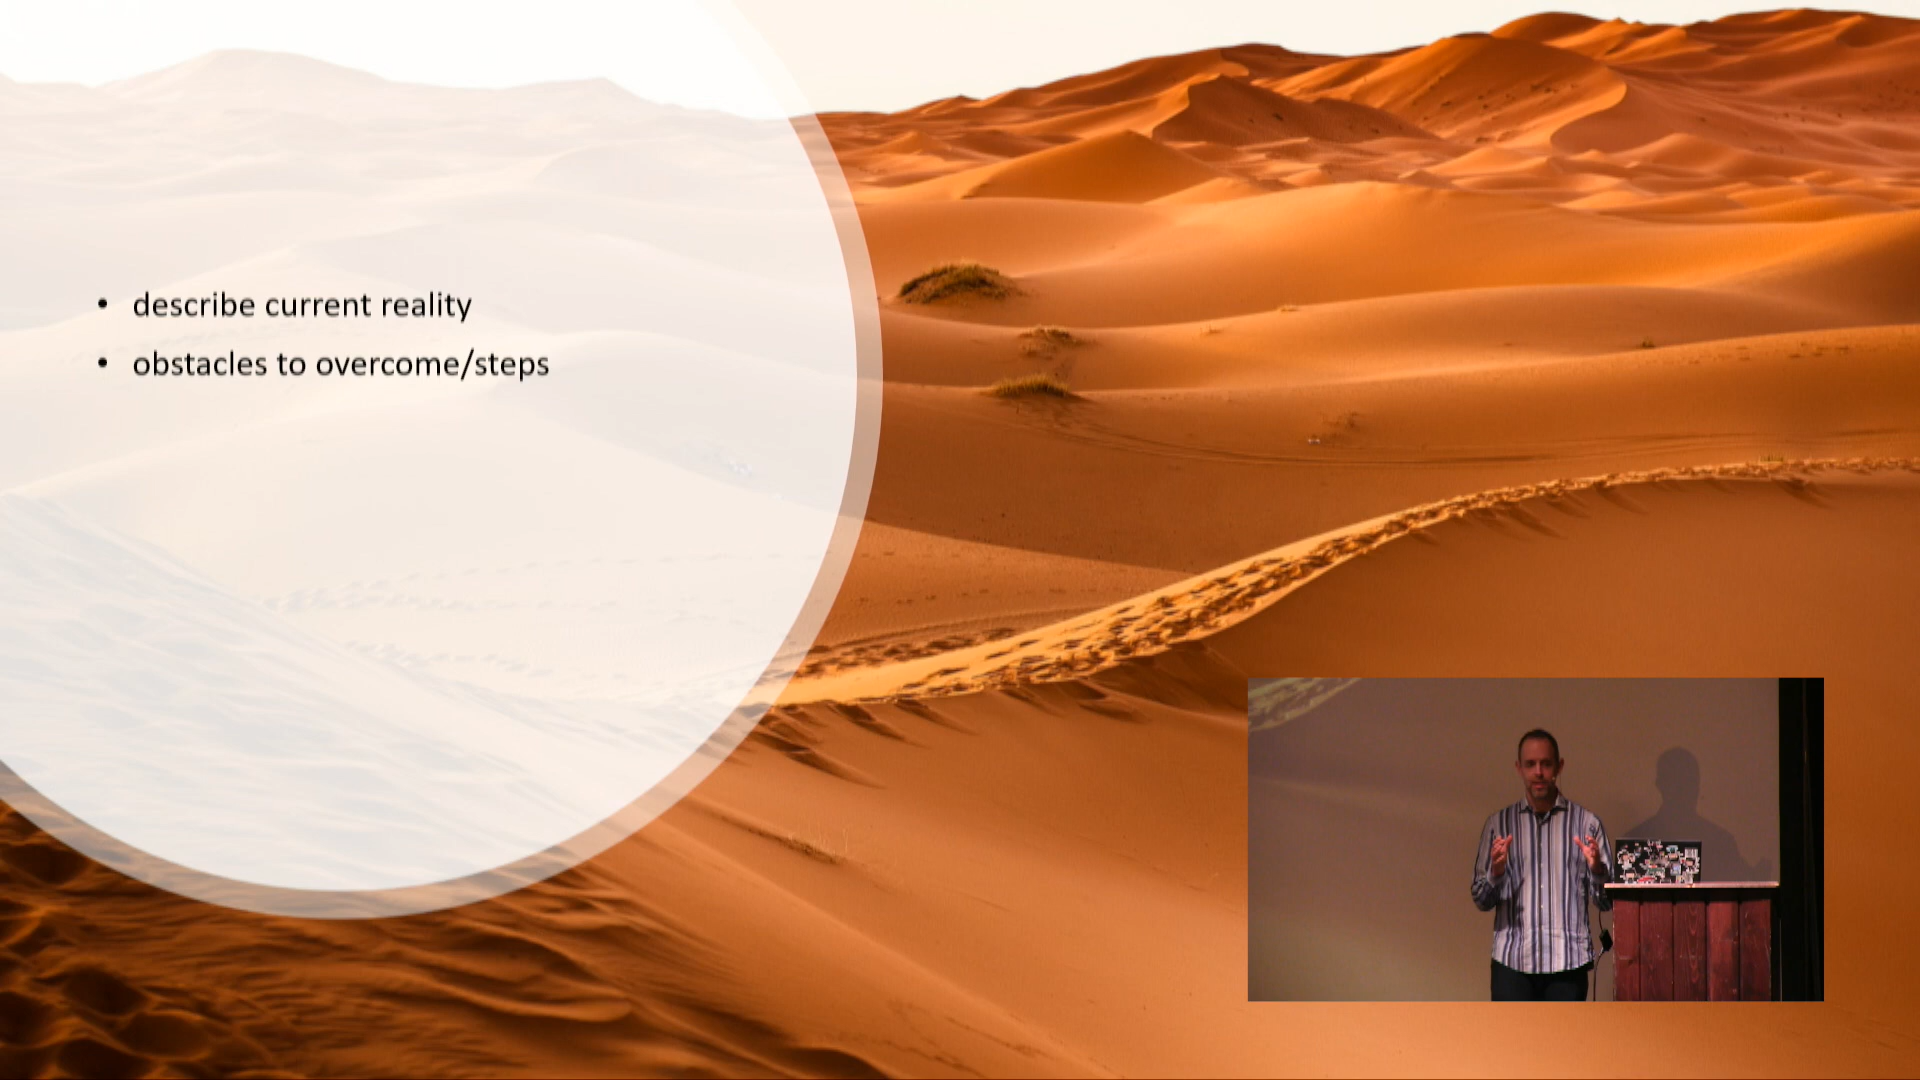 • describe current reality
• obstacles to overcome/steps